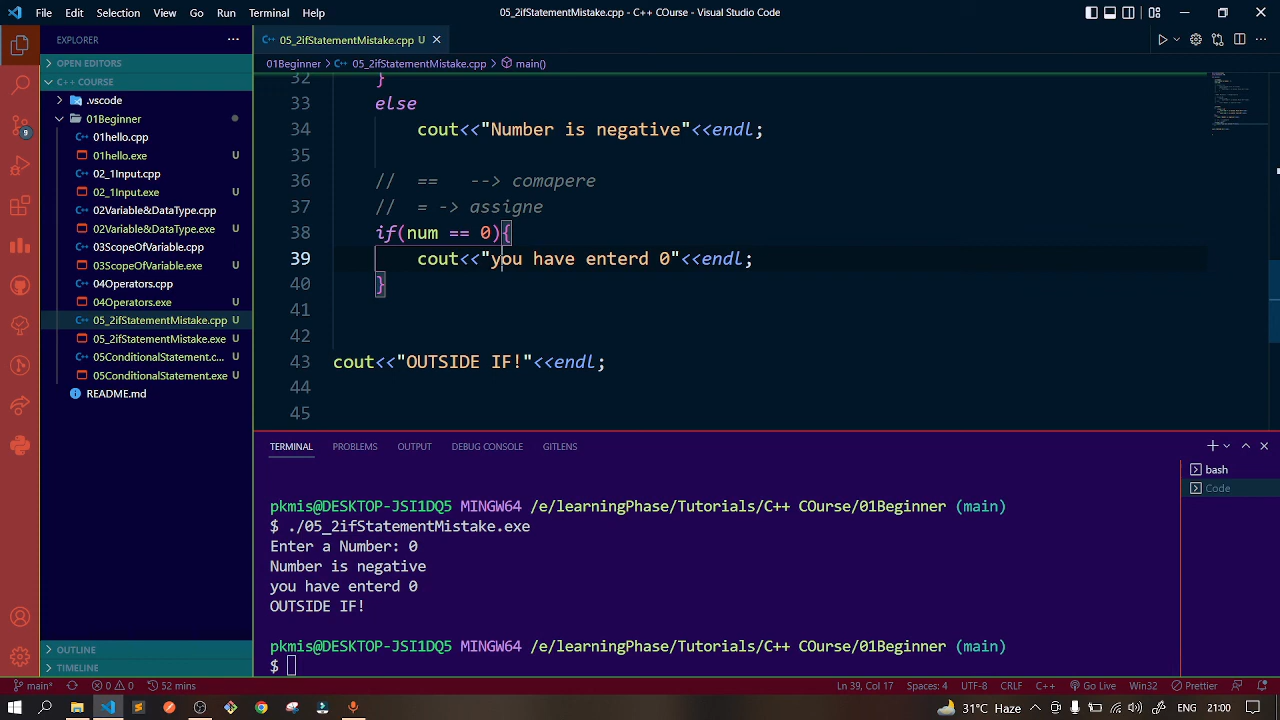 File Edit Selection View Go Run Terminal Help 05_2ifStatementMistake.cpp - C++ COurse - Visual Studio Code
EXPLORER
05_2ifStatementMistake.cpp U
OPEN EDITORS
01Beginner > 05_2ifStatementMistake.cpp > main()
C++ COURSE
.vscode
01Beginner
01hello.cpp
01hello.exe U
02_1Input.cpp
02_1Input.exe U
02Variable&DataType.cpp
02Variable&DataType.exe U
03ScopeOfVariable.cpp
03ScopeOfVariable.exe U
04Operators.cpp
04Operators.exe U
05_2ifStatementMistake.cpp U
05_2ifStatementMistake.exe U
05ConditionalStatement.c... U
05ConditionalStatement.exe U
README.md
OUTLINE
TIMELINE
9
32 }
33 else
34 cout<<"Number is negative"<<endl;
35
36 // == --> comapere
37 // = -> assigne
38 if(num == 0){
39 cout<<"you have enterd 0"<<endl;
40 }
41
42
43 cout<<"OUTSIDE IF!"<<endl;
44
45
TERMINAL PROBLEMS OUTPUT DEBUG CONSOLE GITLENS
bash
Code
pkmis@DESKTOP-JSI1DQ5 MINGW64 /e/learningPhase/Tutorials/C++ COurse/01Beginner (main)
$ ./05_2ifStatementMistake.exe
Enter a Number: 0
Number is negative
you have enterd 0
OUTSIDE IF!
pkmis@DESKTOP-JSI1DQ5 MINGW64 /e/learningPhase/Tutorials/C++ COurse/01Beginner (main)
$
main* 0 0 52 mins Ln 39, Col 17 Spaces: 4 UTF-8 CRLF C++ Go Live Win32 Prettier
31°C Haze ENG 21:00